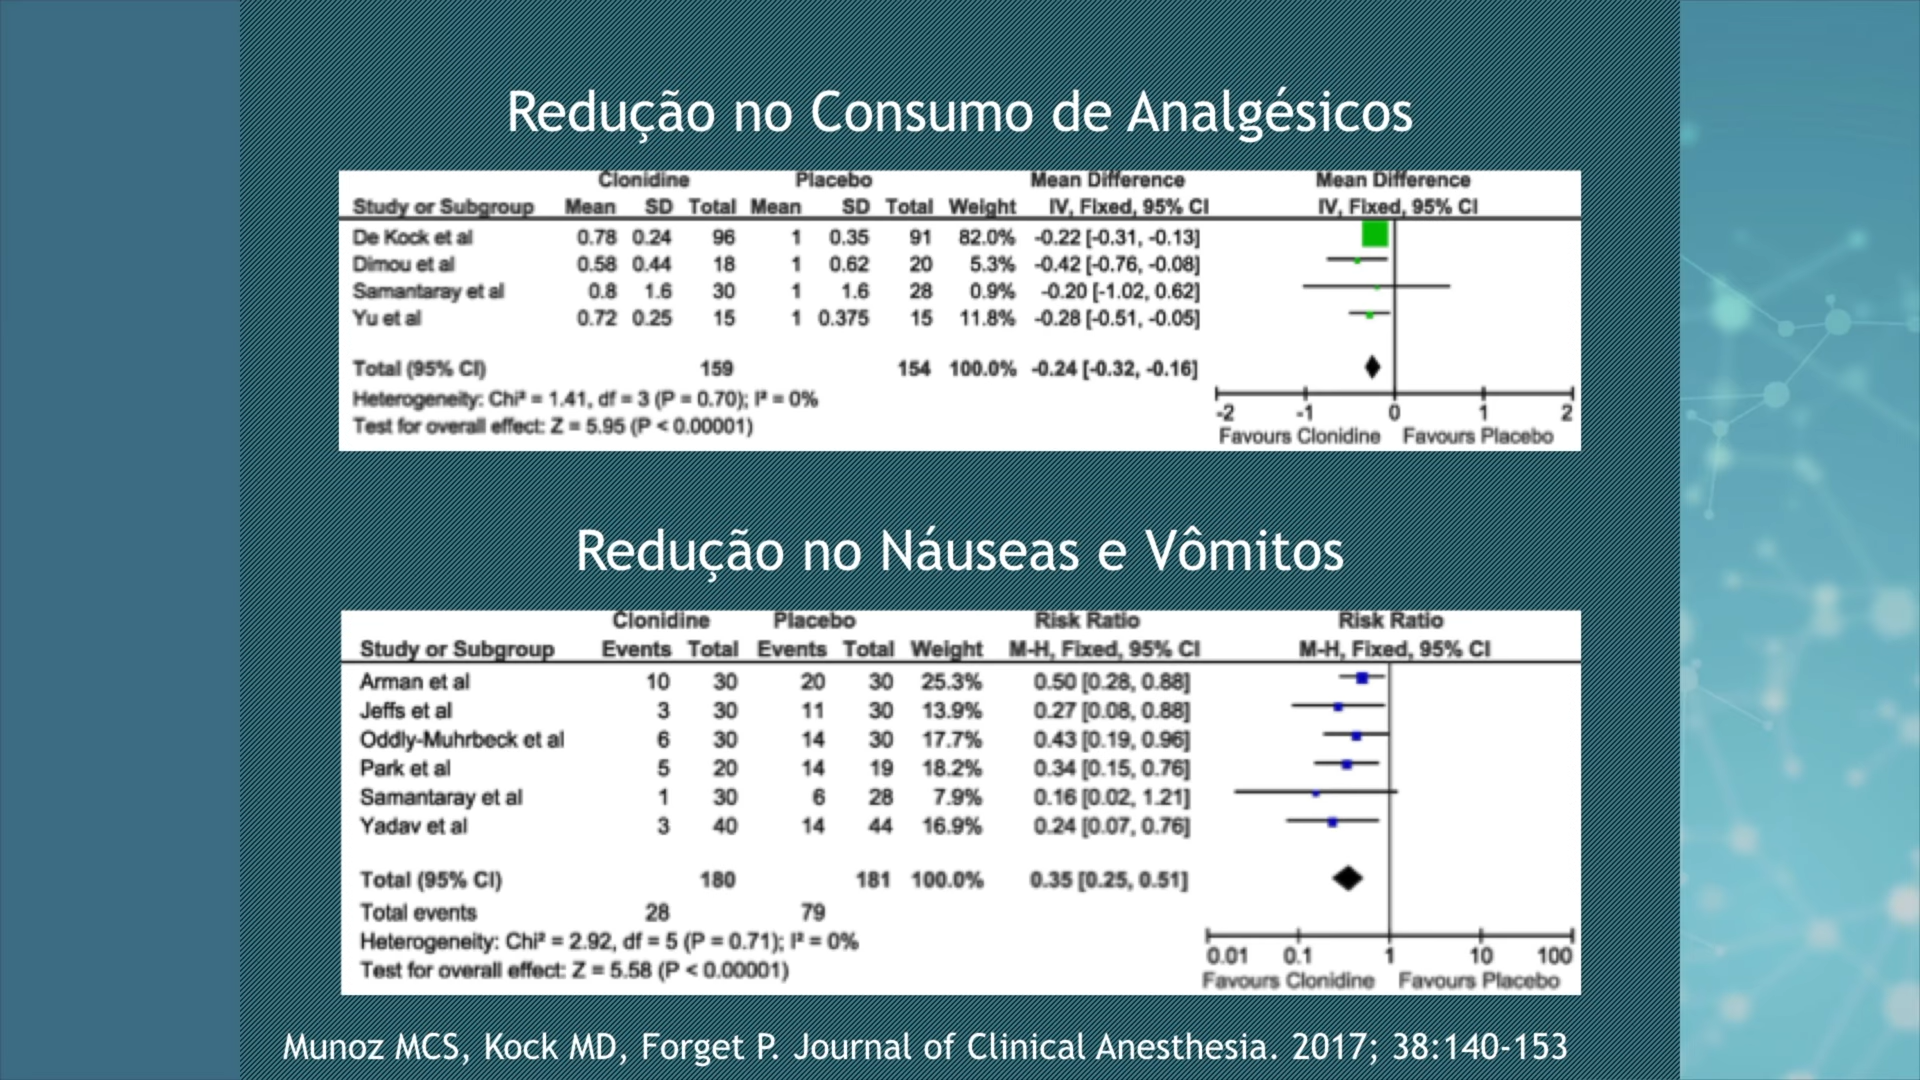 Redução no Consumo de Analgésicos
Clonidine Placebo Mean Difference Mean Difference
Study or Subgroup Mean SD Total Mean SD Total Weight IV, Fixed, 95% CI IV, Fixed, 95% CI
De Kock et al 0.78 0.24 96 1 0.35 91 82.0% -0.22 [-0.31, -0.13]
Dimou et al 0.58 0.44 18 1 0.62 20 5.3% -0.42 [-0.76, -0.08]
Samantaray et al 0.8 1.6 30 1 1.6 28 0.9% -0.20 [-1.02, 0.62]
Yu et al 0.72 0.25 15 1 0.375 15 11.8% -0.28 [-0.51, -0.05]
Total (95% CI) 159 154 100.0% -0.24 [-0.32, -0.16]
Heterogeneity: Chi² = 1.41, df = 3 (P = 0.70); I² = 0%
Test for overall effect: Z = 5.95 (P < 0.00001)
-2 -1 0 1 2
Favours Clonidine Favours Placebo
Redução no Náuseas e Vômitos
Clonidine Placebo Risk Ratio Risk Ratio
Study or Subgroup Events Total Events Total Weight M-H, Fixed, 95% CI M-H, Fixed, 95% CI
Arman et al 10 30 20 30 25.3% 0.50 [0.28, 0.88]
Jeffs et al 3 30 11 30 13.9% 0.27 [0.08, 0.88]
Oddly-Muhrbeck et al 6 30 14 30 17.7% 0.43 [0.19, 0.96]
Park et al 5 20 14 19 18.2% 0.34 [0.15, 0.76]
Samantaray et al 1 30 6 28 7.9% 0.16 [0.02, 1.21]
Yadav et al 3 40 14 44 16.9% 0.24 [0.07, 0.76]
Total (95% CI) 180 181 100.0% 0.35 [0.25, 0.51]
Total events 28 79
Heterogeneity: Chi² = 2.92, df = 5 (P = 0.71); I² = 0%
Test for overall effect: Z = 5.58 (P < 0.00001)
0.01 0.1 1 10 100
Favours Clonidine Favours Placebo
Munoz MCS, Kock MD, Forget P. Journal of Clinical Anesthesia. 2017; 38:140-153